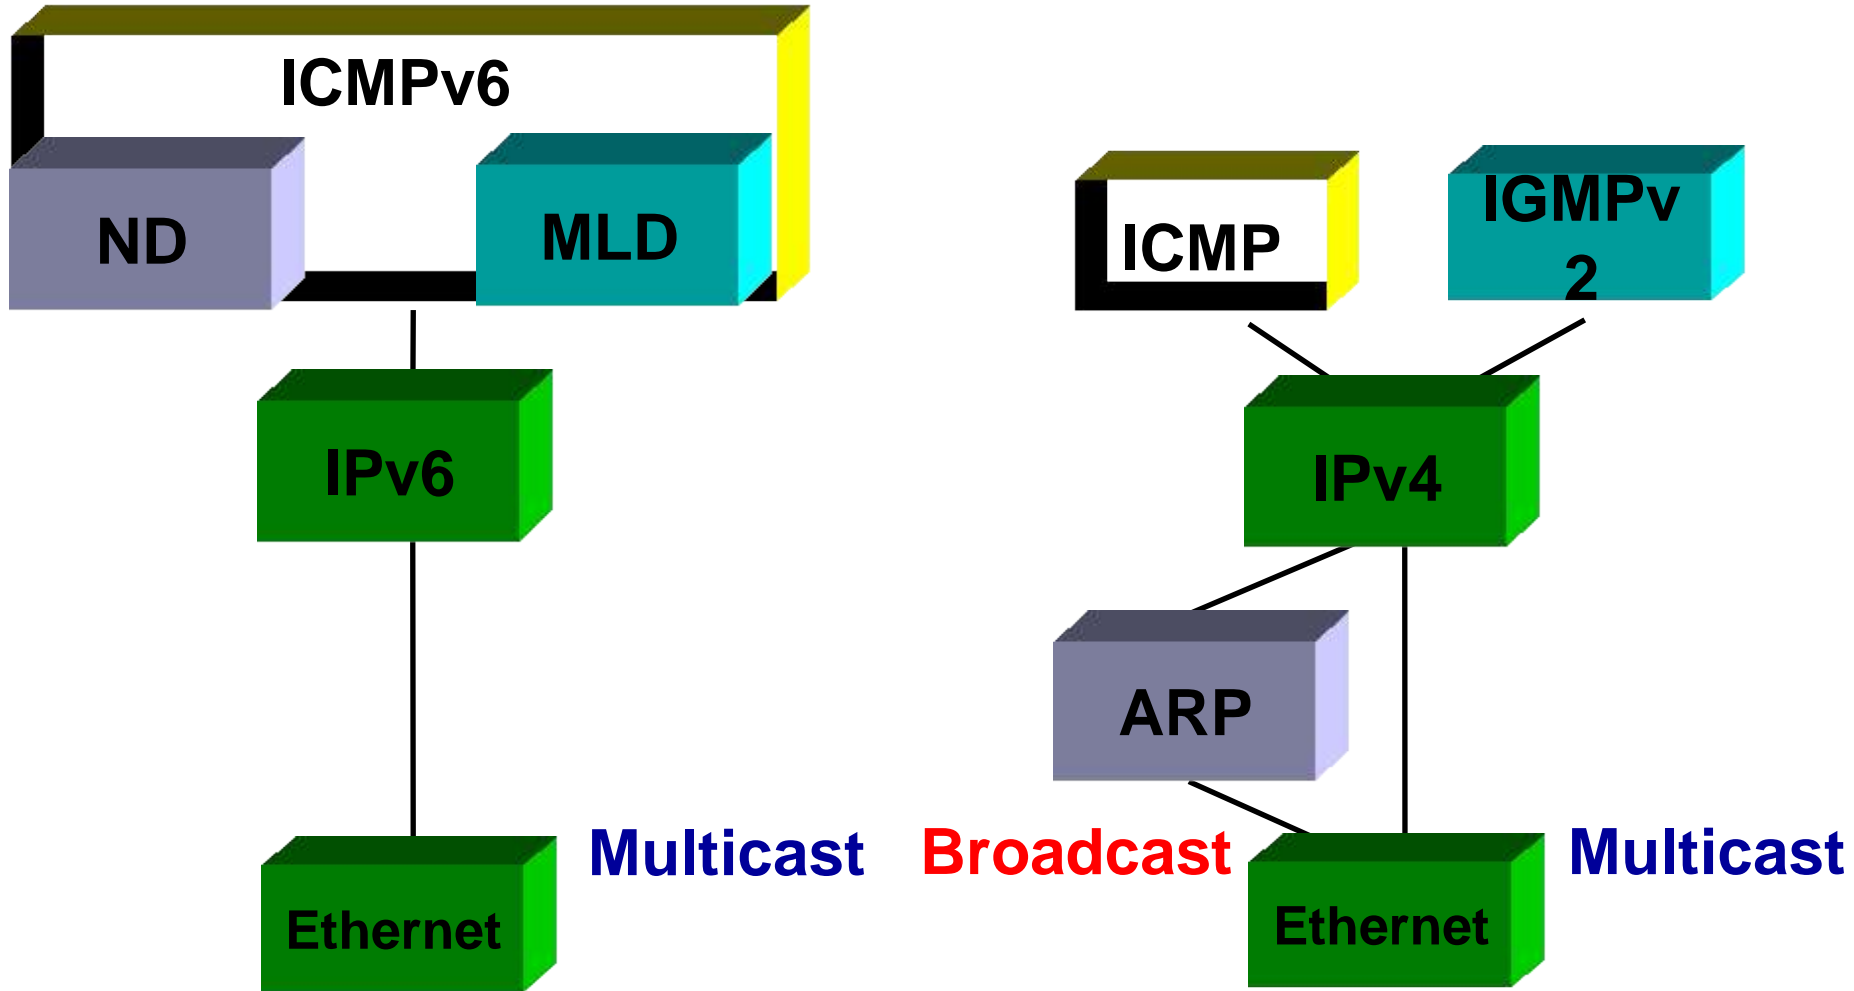 ICMPv6
ND
MLD
IPv6
Multicast
Ethernet
ICMP
IGMPv
2
IPv4
ARP
Broadcast
Multicast
Ethernet